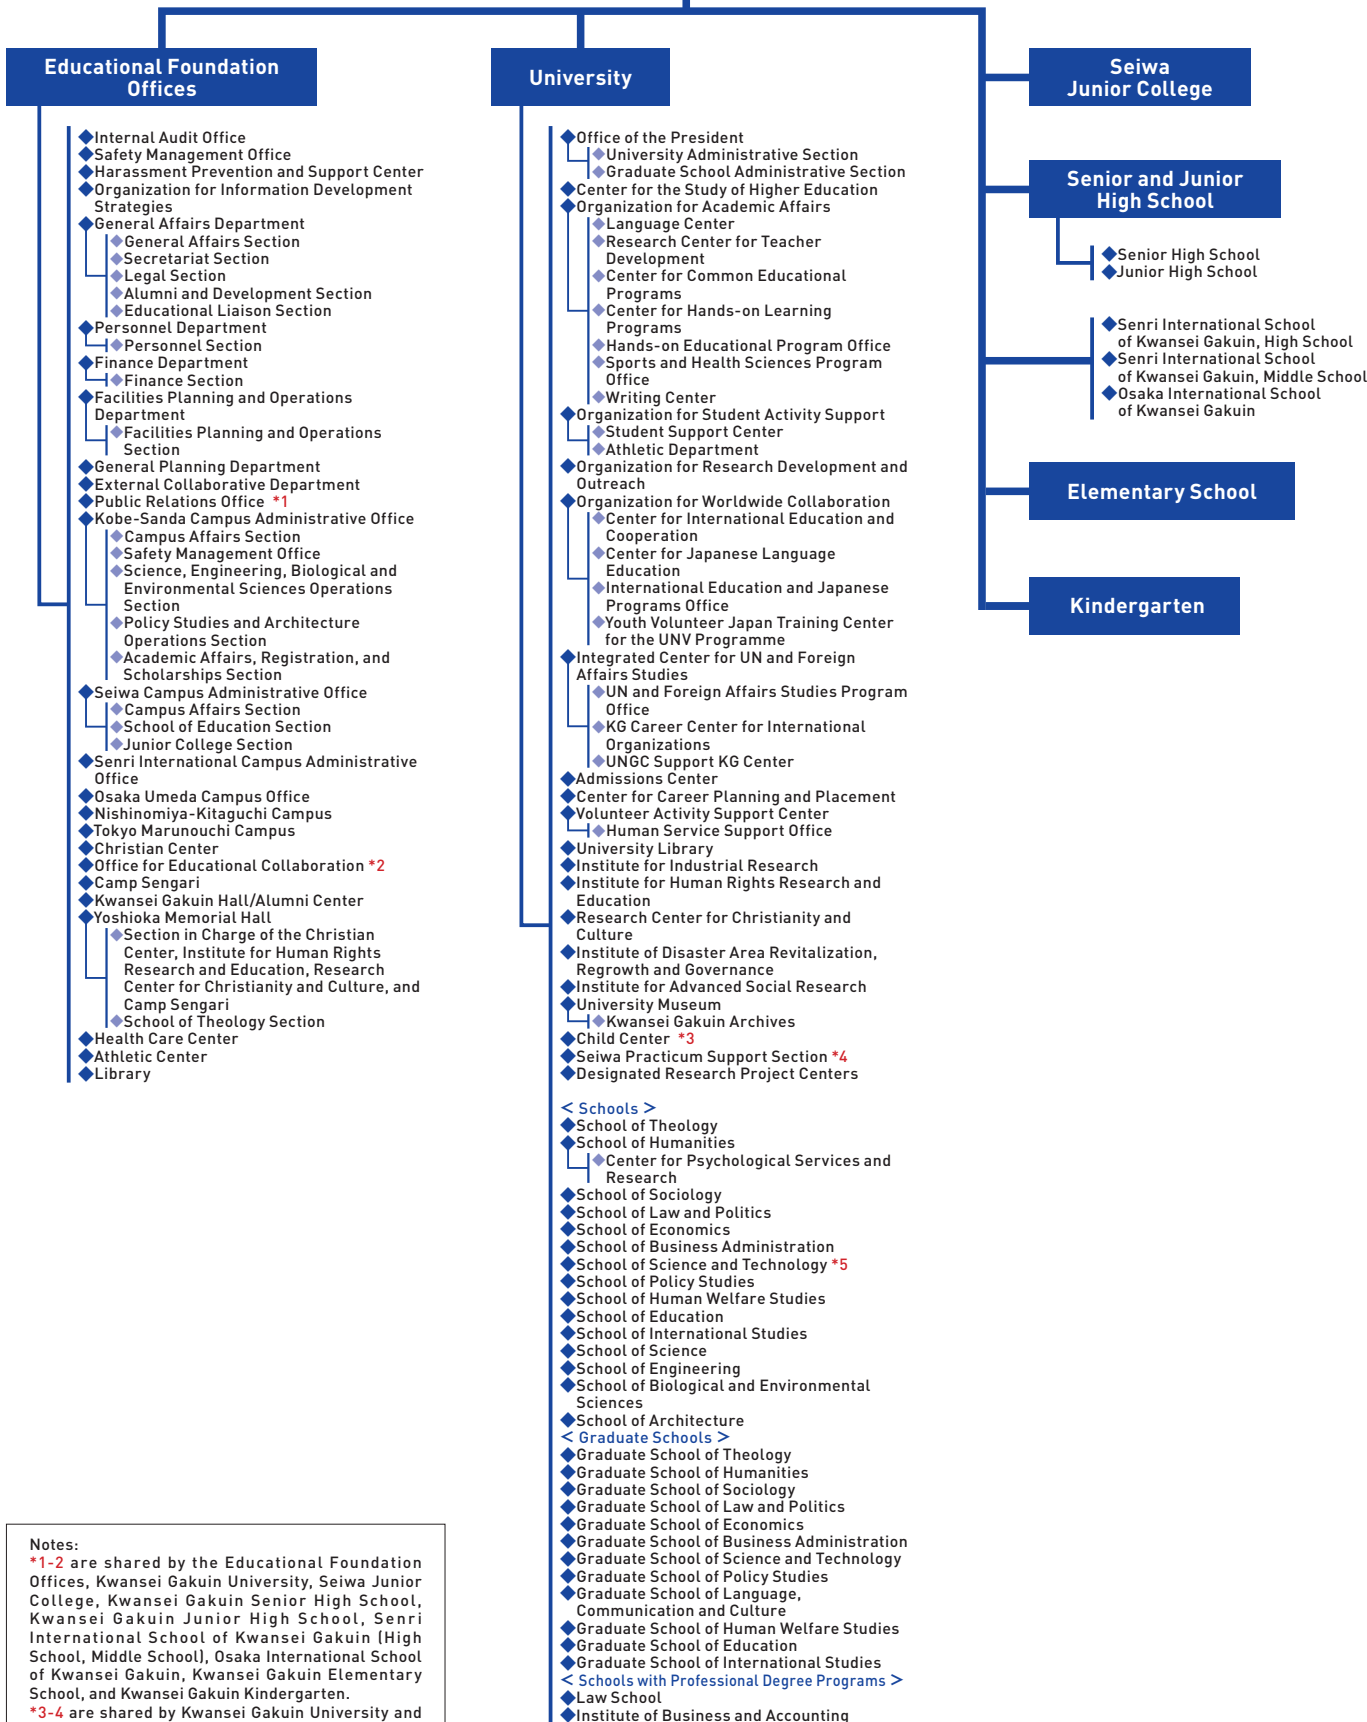 Educational Foundation
Offices
◆Internal Audit Office
◆Safety Management Office
◆Harassment Prevention and Support Center
◆Organization for Information Development
Strategies
◆General Affairs Department
◆General Affairs Section
◆Secretariat Section
◆Legal Section
◆Alumni and Development Section
◆Educational Liaison Section
◆Personnel Department
◆Personnel Section
◆Finance Department
◆Finance Section
◆Facilities Planning and Operations
Department
◆Facilities Planning and Operations
Section
◆General Planning Department
◆External Collaborative Department
◆Public Relations Office *1
◆Kobe-Sanda Campus Administrative Office
◆Campus Affairs Section
◆Safety Management Office
◆Science, Engineering, Biological and
Environmental Sciences Operations
Section
◆Policy Studies and Architecture
Operations Section
◆Academic Affairs, Registration, and
Scholarships Section
◆Seiwa Campus Administrative Office
◆Campus Affairs Section
◆School of Education Section
◆Junior College Section
◆Senri International Campus Administrative
Office
◆Osaka Umeda Campus Office
◆Nishinomiya-Kitaguchi Campus
◆Tokyo Marunouchi Campus
◆Christian Center
◆Office for Educational Collaboration *2
◆Camp Sengari
◆Kwansei Gakuin Hall/Alumni Center
◆Yoshioka Memorial Hall
◆Section in Charge of the Christian
Center, Institute for Human Rights
Research and Education, Research
Center for Christianity and Culture, and
Camp Sengari
◆School of Theology Section
◆Health Care Center
◆Athletic Center
◆Library
Notes:
*1-2 are shared by the Educational Foundation
Offices, Kwansei Gakuin University, Seiwa Junior
College, Kwansei Gakuin Senior High School,
Kwansei Gakuin Junior High School, Senri
International School of Kwansei Gakuin (High
School, Middle School), Osaka International School
of Kwansei Gakuin, Kwansei Gakuin Elementary
School, and Kwansei Gakuin Kindergarten.
*3-4 are shared by Kwansei Gakuin University and
University
◆Office of the President
◆University Administrative Section
◆Graduate School Administrative Section
◆Center for the Study of Higher Education
◆Organization for Academic Affairs
◆Language Center
◆Research Center for Teacher
Development
◆Center for Common Educational
Programs
◆Center for Hands-on Learning
Programs
◆Hands-on Educational Program Office
◆Sports and Health Sciences Program
Office
◆Writing Center
◆Organization for Student Activity Support
◆Student Support Center
◆Athletic Department
◆Organization for Research Development and
Outreach
◆Organization for Worldwide Collaboration
◆Center for International Education and
Cooperation
◆Center for Japanese Language
Education
◆International Education and Japanese
Programs Office
◆Youth Volunteer Japan Training Center
for the UNV Programme
◆Integrated Center for UN and Foreign
Affairs Studies
◆UN and Foreign Affairs Studies Program
Office
◆KG Career Center for International
Organizations
◆UNGC Support KG Center
◆Admissions Center
◆Center for Career Planning and Placement
◆Volunteer Activity Support Center
◆Human Service Support Office
◆University Library
◆Institute for Industrial Research
◆Institute for Human Rights Research and
Education
◆Research Center for Christianity and
Culture
◆Institute of Disaster Area Revitalization,
Regrowth and Governance
◆Institute for Advanced Social Research
◆University Museum
◆Kwansei Gakuin Archives
◆Child Center *3
◆Seiwa Practicum Support Section *4
◆Designated Research Project Centers
< Schools >
◆School of Theology
◆School of Humanities
◆Center for Psychological Services and
Research
◆School of Sociology
◆School of Law and Politics
◆School of Economics
◆School of Business Administration
◆School of Science and Technology *5
◆School of Policy Studies
◆School of Human Welfare Studies
◆School of Education
◆School of International Studies
◆School of Science
◆School of Engineering
◆School of Biological and Environmental
Sciences
◆School of Architecture
< Graduate Schools >
◆Graduate School of Theology
◆Graduate School of Humanities
◆Graduate School of Sociology
◆Graduate School of Law and Politics
◆Graduate School of Economics
◆Graduate School of Business Administration
◆Graduate School of Science and Technology
◆Graduate School of Policy Studies
◆Graduate School of Language,
Communication and Culture
◆Graduate School of Human Welfare Studies
◆Graduate School of Education
◆Graduate School of International Studies
< Schools with Professional Degree Programs >
◆Law School
◆Institute of Business and Accounting
Seiwa
Junior College
Senior and Junior
High School
◆Senior High School
◆Junior High School
◆Senri International School
of Kwansei Gakuin, High School
◆Senri International School
of Kwansei Gakuin, Middle School
◆Osaka International School
of Kwansei Gakuin
Elementary School
Kindergarten